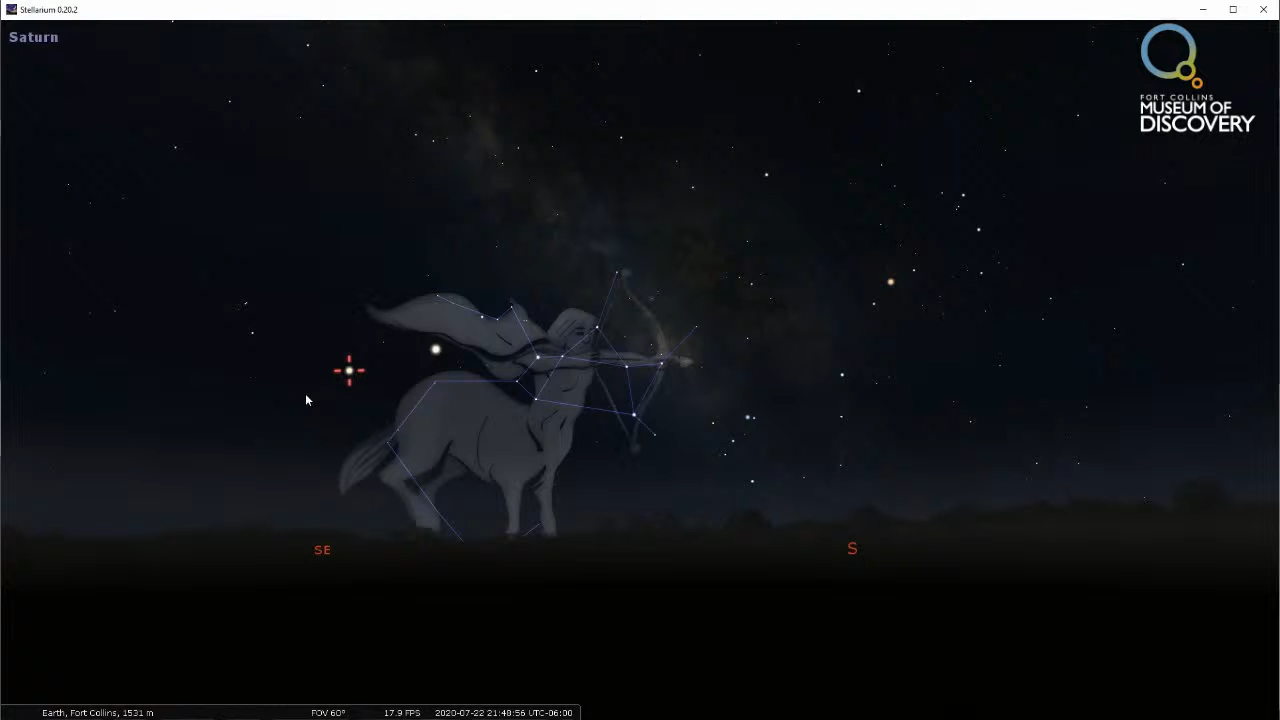 Stellarium 0.20.2
Saturn
FORT COLLINS
MUSEUM OF
DISCOVERY
SE
S
Earth, Fort Collins, 1531 m
FOV 60°
17.9 FPS
2020-07-22 21:48:56 UTC-06:00